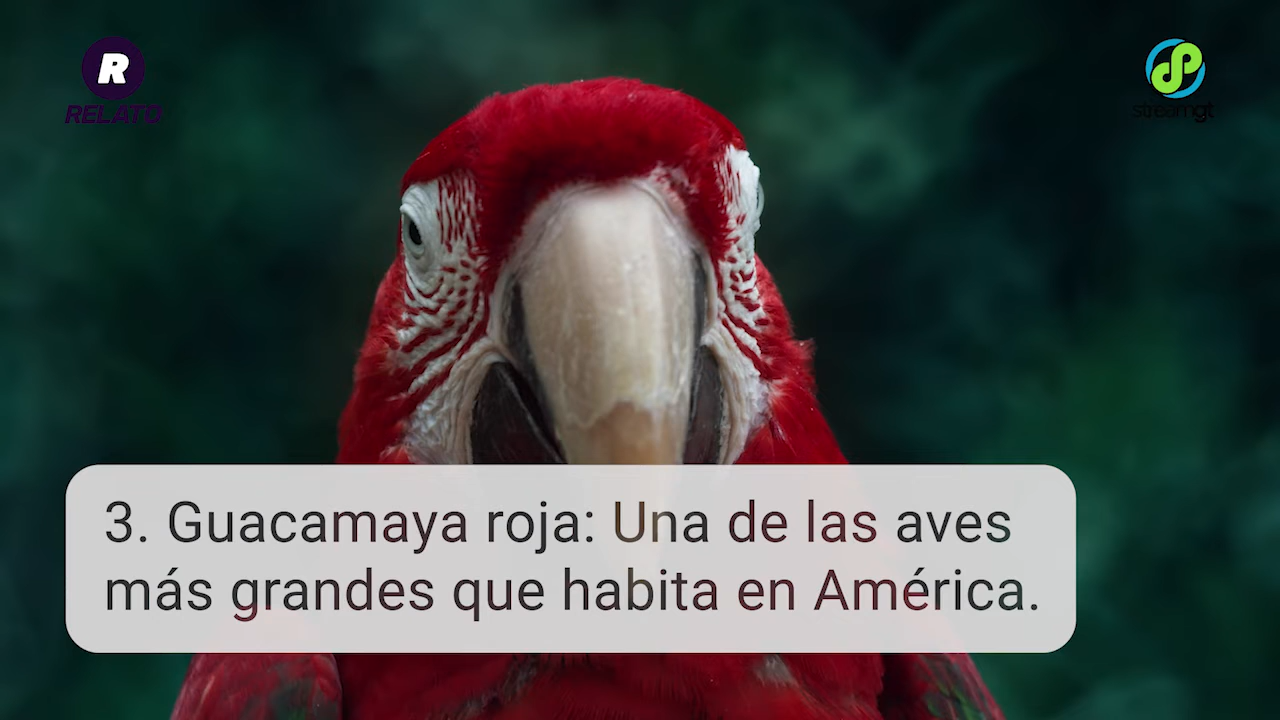 R
RELATO
streamgt
3. Guacamaya roja: Una de las aves
más grandes que habita en América.